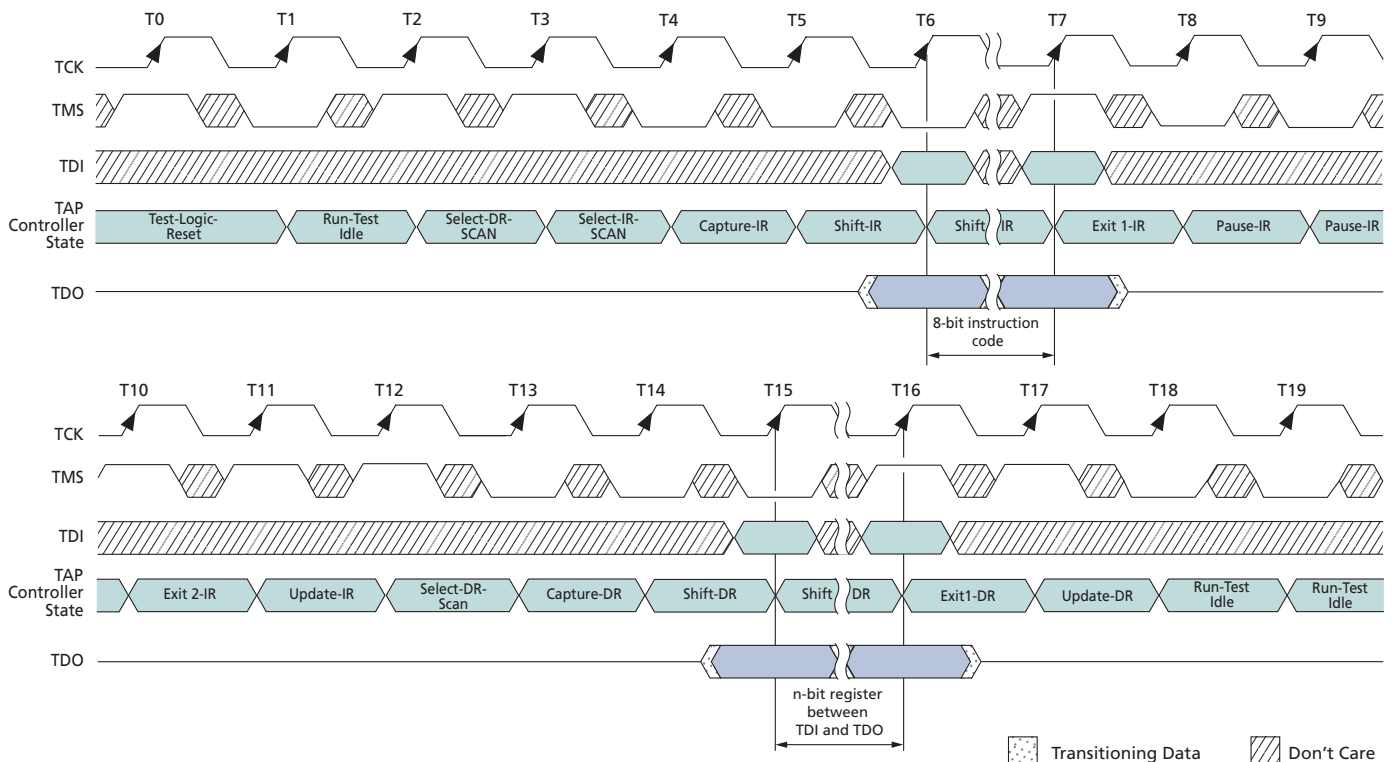 T0 T1 T2 T3 T4 T5 T6 T7 T8 T9
TCK
TMS
TDI
TAP
Controller
State
Test-Logic-
Reset
Run-Test
Idle
Select-DR-
SCAN
Select-IR-
SCAN
Capture-IR
Shift-IR
Shift IR
Exit 1-IR
Pause-IR
Pause-IR
TDO
8-bit instruction
code
T10 T11 T12 T13 T14 T15 T16 T17 T18 T19
TCK
TMS
TDI
TAP
Controller
State
Exit 2-IR
Update-IR
Select-DR-
Scan
Capture-DR
Shift-DR
Shift DR
Exit1-DR
Update-DR
Run-Test
Idle
Run-Test
Idle
TDO
n-bit register
between
TDI and TDO
Transitioning Data
Don't Care